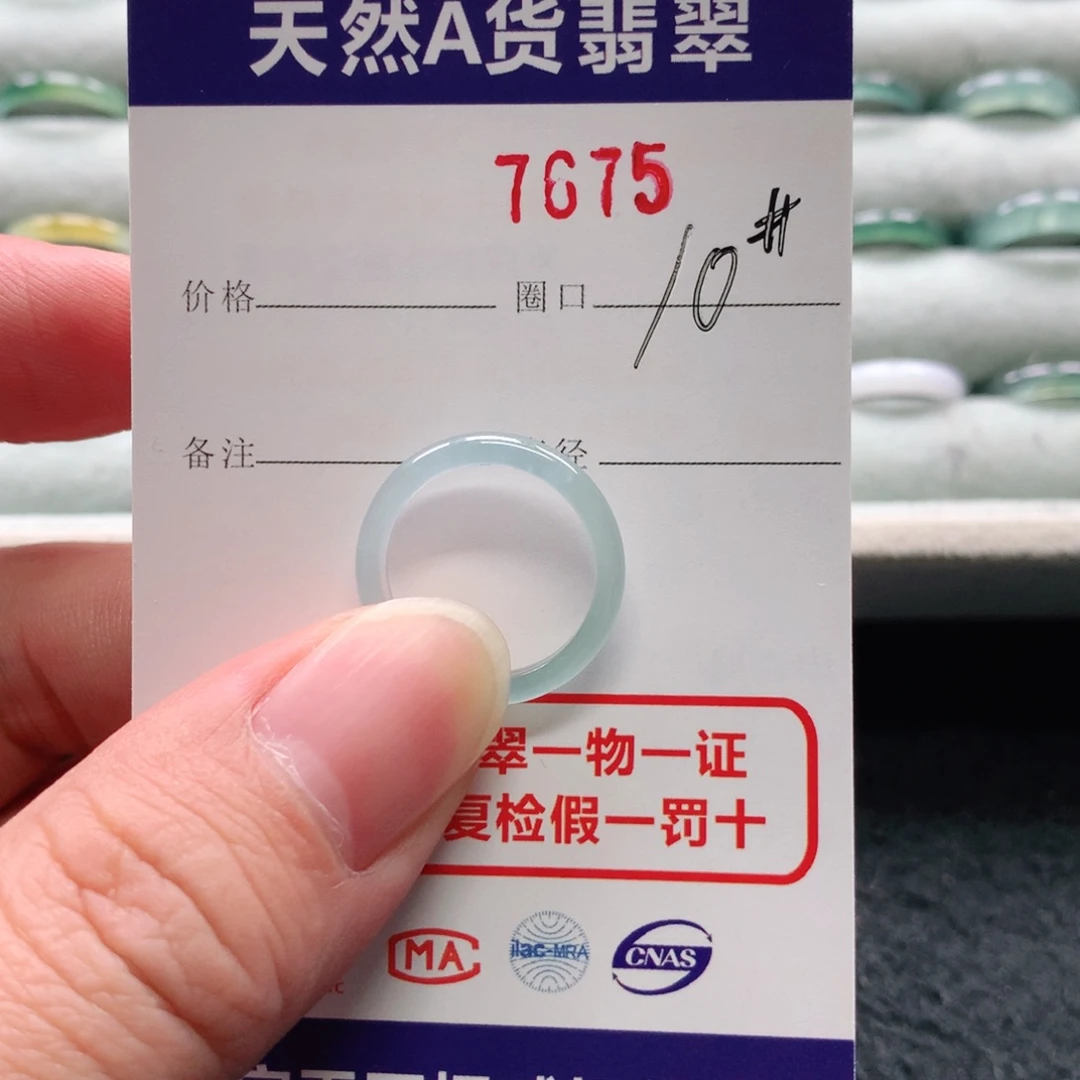 天然A货翡翠
7675
价格 圈口 10#
备注 径
翠一物一证
复检假一罚十
MA ilac-MRA CNAS